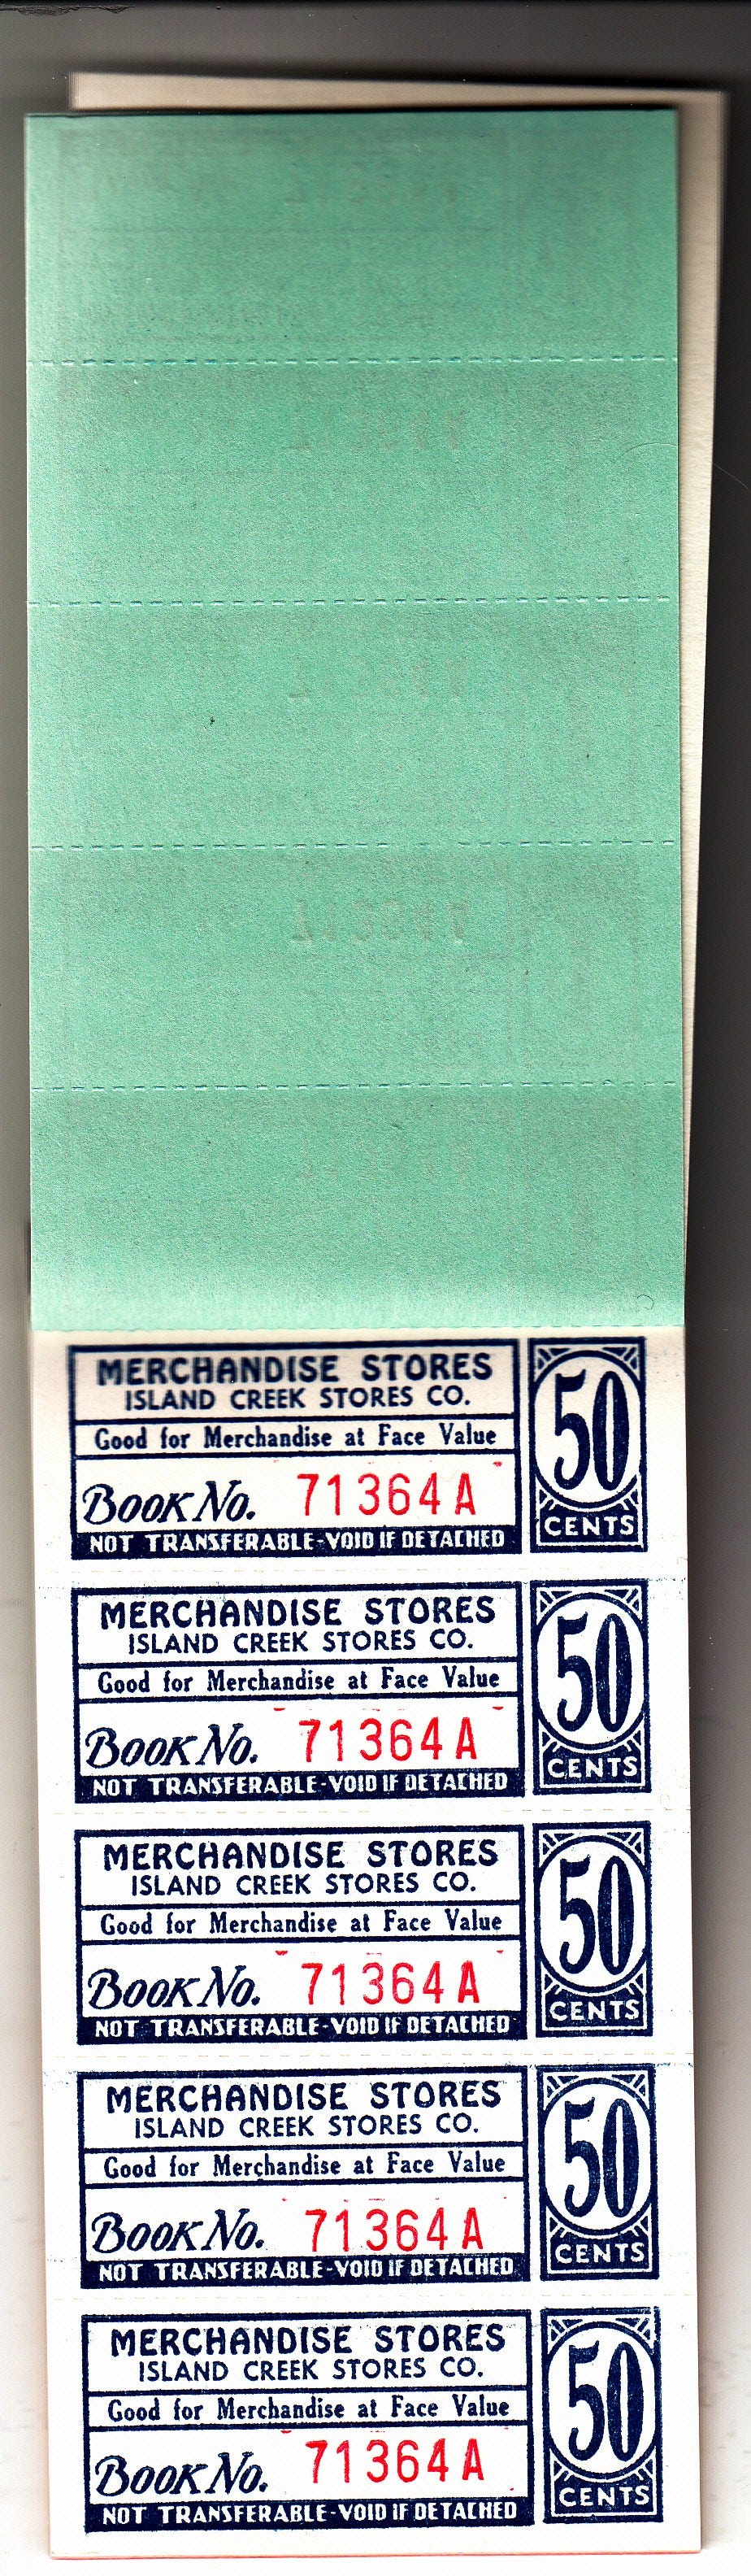 MERCHANDISE STORES
ISLAND CREEK STORES CO.
Good for Merchandise at Face Value
Book No. 71364A
NOT TRANSFERABLE-VOID IF DETACHED
50
CENTS
MERCHANDISE STORES
ISLAND CREEK STORES CO.
Good for Merchandise at Face Value
Book No. 71364A
NOT TRANSFERABLE-VOID IF DETACHED
50
CENTS
MERCHANDISE STORES
ISLAND CREEK STORES CO.
Good for Merchandise at Face Value
Book No. 71364A
NOT TRANSFERABLE-VOID IF DETACHED
50
CENTS
MERCHANDISE STORES
ISLAND CREEK STORES CO.
Good for Merchandise at Face Value
Book No. 71364A
NOT TRANSFERABLE-VOID IF DETACHED
50
CENTS
MERCHANDISE STORES
ISLAND CREEK STORES CO.
Good for Merchandise at Face Value
Book No. 71364A
NOT TRANSFERABLE-VOID IF DETACHED
50
CENTS